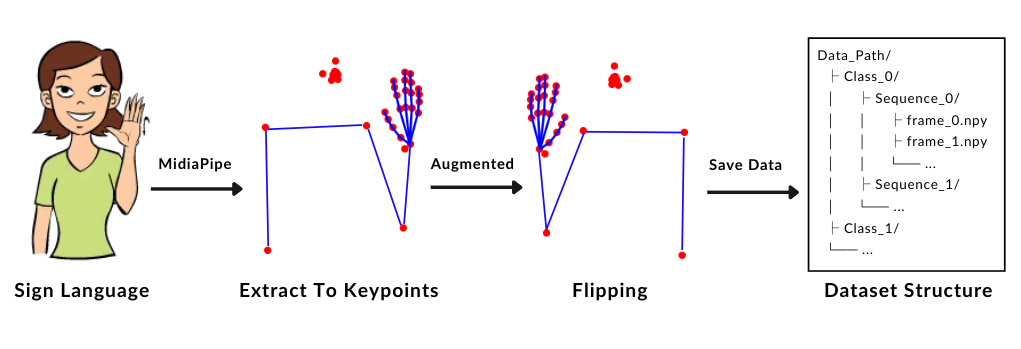 MidiaPipe
Augmented
Save Data
Data_Path/
├ Class_0/
│ ├ Sequence_0/
│ │ ├ frame_0.npy
│ │ ├ frame_1.npy
│ │ └── ...
│ ├ Sequence_1/
│ └── ...
├ Class_1/
└── ...
Sign Language
Extract To Keypoints
Flipping
Dataset Structure